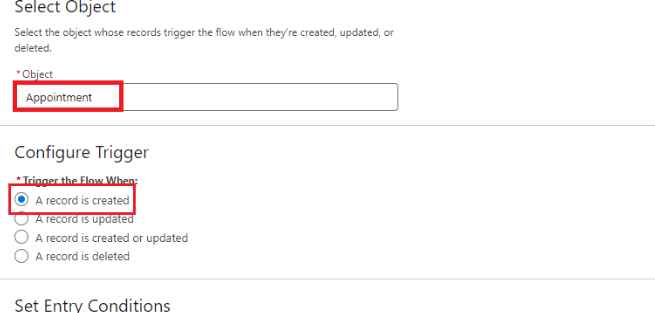 Select Object
Select the object whose records trigger the flow when they're created, updated, or
deleted.
*Object
Appointment
Configure Trigger
*Trigger the Flow When:
A record is created
A record is updated
A record is created or updated
A record is deleted
Set Entry Conditions